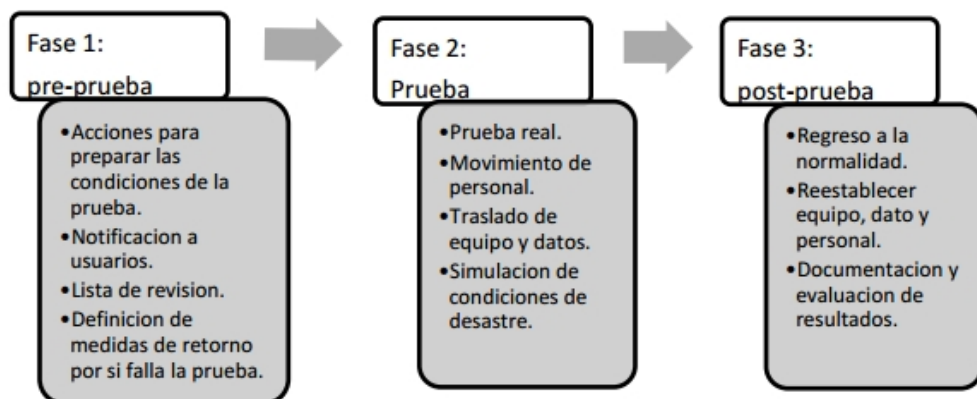 Fase 1:
pre-prueba
•Acciones para
preparar las
condiciones de la
prueba.
•Notificacion a
usuarios.
•Lista de revision.
•Definicion de
medidas de retorno
por si falla la prueba.
Fase 2:
Prueba
•Prueba real.
•Movimiento de
personal.
•Traslado de
equipo y datos.
•Simulacion de
condiciones de
desastre.
Fase 3:
post-prueba
•Regreso a la
normalidad.
•Reestablecer
equipo, dato y
personal.
•Documentacion y
evaluacion de
resultados.